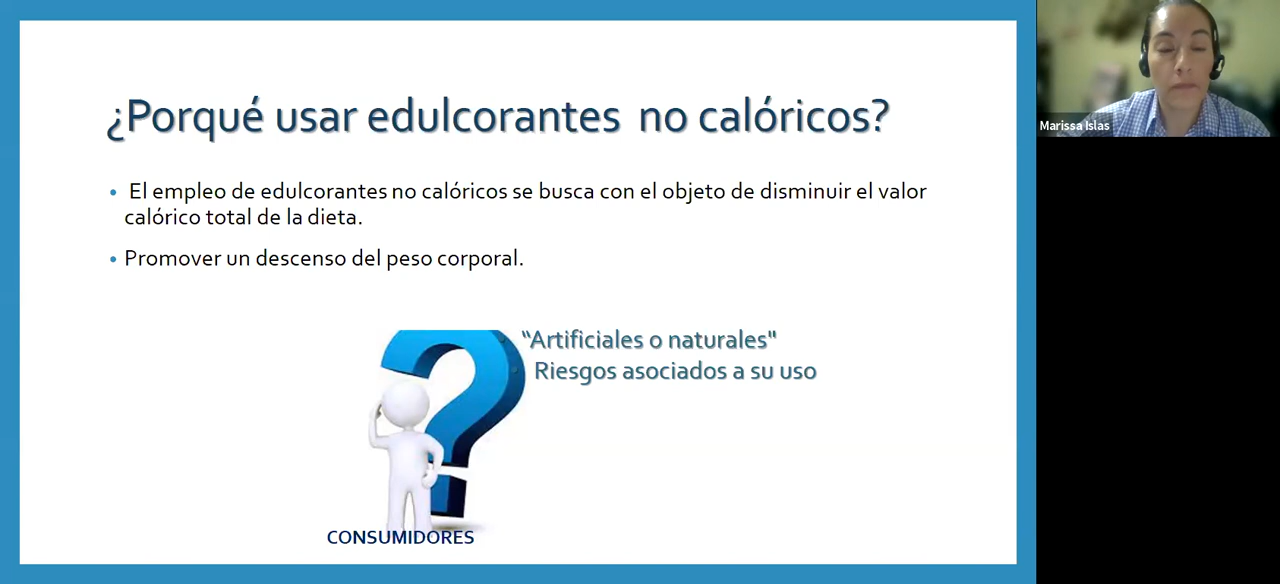 ¿Porqué usar edulcorantes no calóricos?
• El empleo de edulcorantes no calóricos se busca con el objeto de disminuir el valor
calórico total de la dieta.
• Promover un descenso del peso corporal.
“Artificiales o naturales"
Riesgos asociados a su uso
CONSUMIDORES
Marissa Islas